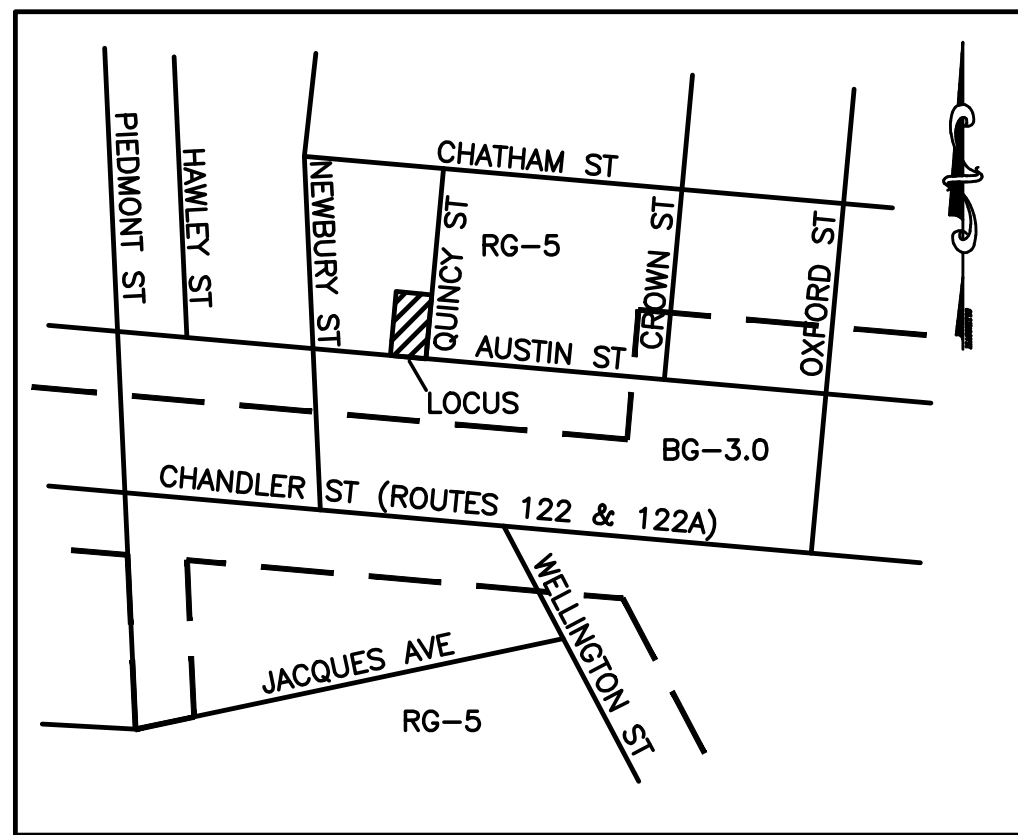 PIEDMONT ST
HAWLEY ST
NEWBURY ST
CHATHAM ST
QUINCY ST
RG-5
CROWN ST
OXFORD ST
AUSTIN ST
LOCUS
BG-3.0
CHANDLER ST (ROUTES 122 & 122A)
WELLINGTON ST
JACQUES AVE
RG-5